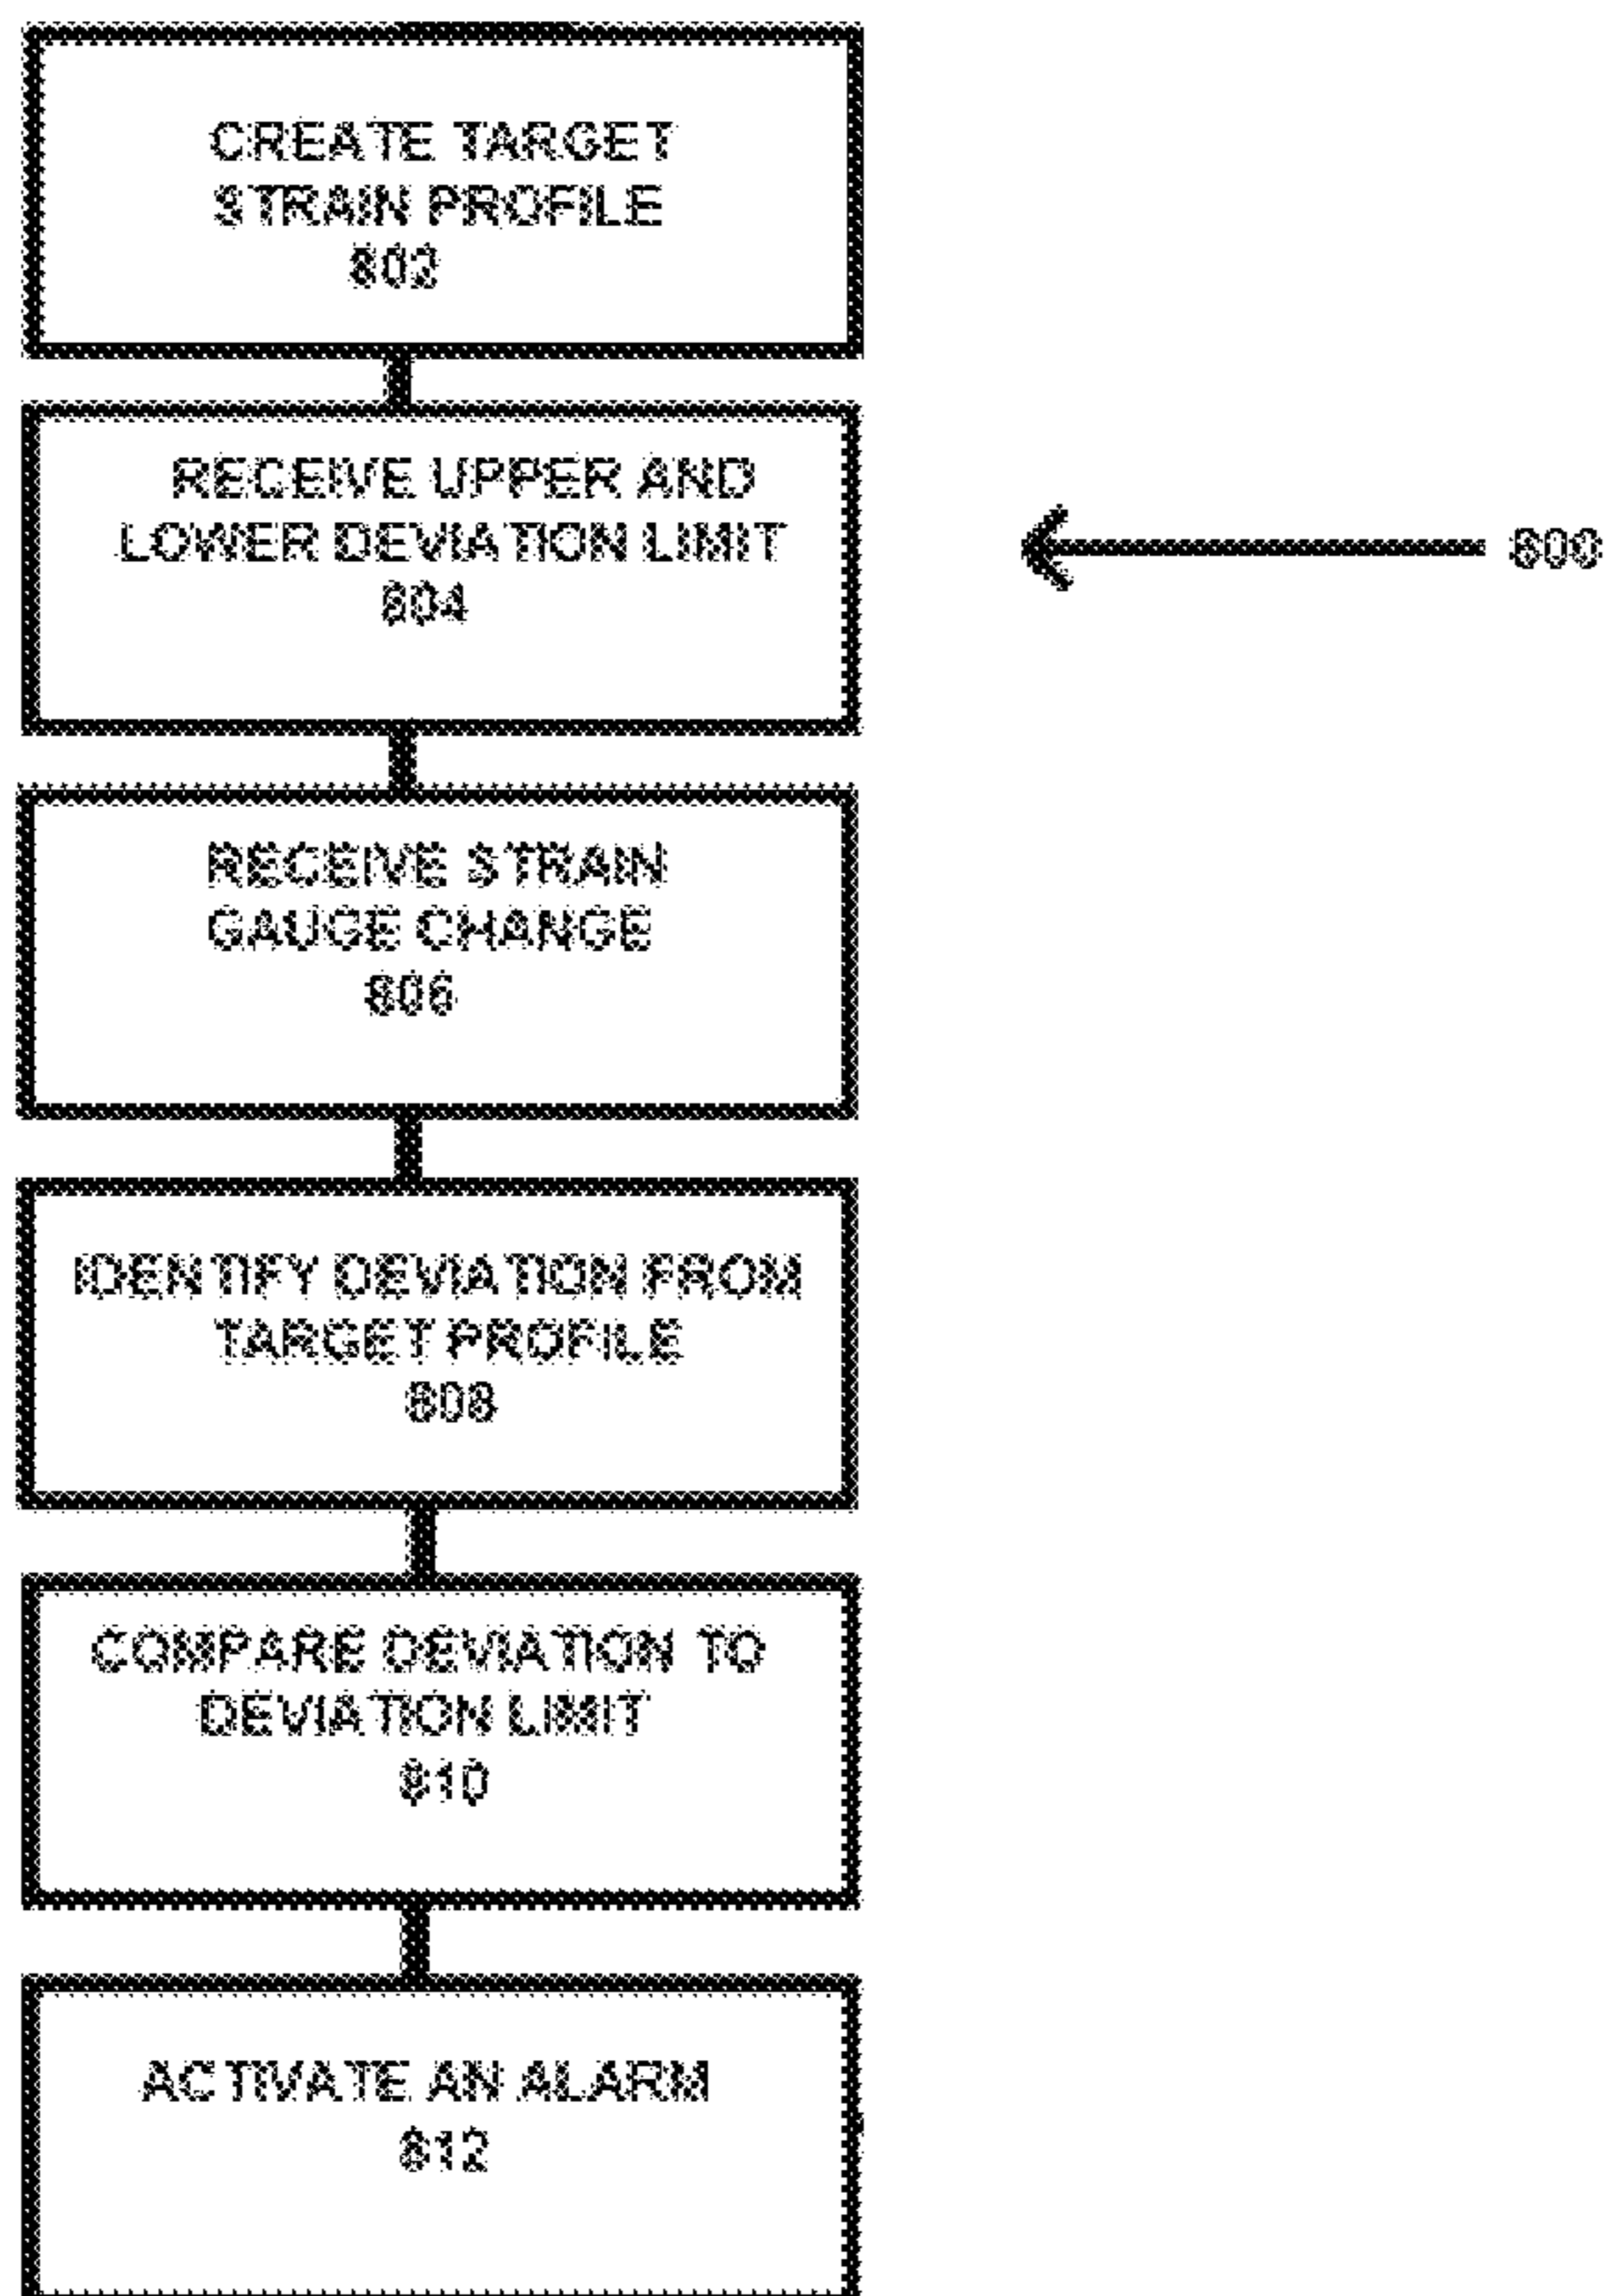 CREATE TARGET
STRAIN PROFILE
802
RECEIVE UPPER AND
LOWER DEVIATION LIMIT
804
800
RECEIVE STRAIN
GAUGE CHANGE
806
IDENTIFY DEVIATION FROM
TARGET PROFILE
808
COMPARE DEVIATION TO
DEVIATION LIMIT
810
ACTIVATE AN ALARM
812